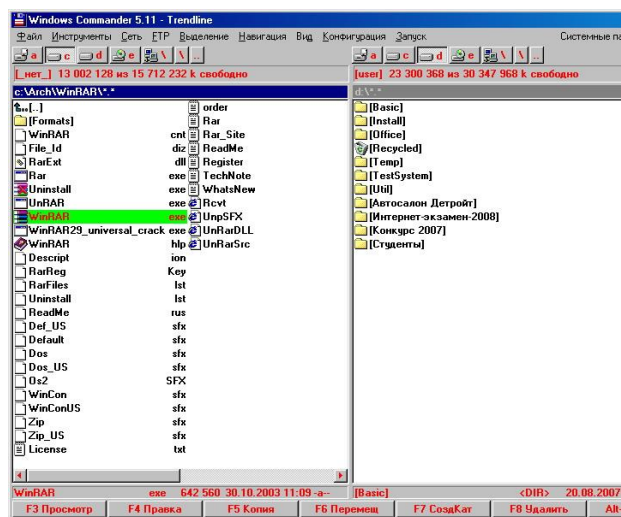 Windows Commander 5.11 - Trendline
Файл Инструменты Сеть FTP Выделение Навигация Вид Конфигурация Запуск Системные па
a c d e \ .. a c d e \ \ ..
[_нет_] 13 002 128 из 15 712 232 k свободно [user] 23 300 368 из 30 347 968 k свободно
c:\Arch\WinRAR\*.* d:\*.*
[..] order [Basic]
[Formats] Rar [Install]
WinRAR cnt Rar_Site [Office]
File_Id diz ReadMe [Recycled]
RarExt dll Register [Temp]
Rar exe TechNote [TestSystem]
Uninstall exe WhatsNew [Util]
UnRAR exe Rcvt [Автосалон Детройт]
WinRAR exe UnpSFX [Интернет-экзамен-2008]
WinRAR29_universal_crack exe UnRarDLL [Конкурс 2007]
WinRAR hlp UnRarSrc [Студенты]
Descript ion
RarReg Key
RarFiles lst
Uninstall lst
ReadMe rus
Def_US sfx
Default sfx
Dos sfx
Dos_US sfx
Os2 SFX
WinCon sfx
WinConUS sfx
Zip sfx
Zip_US sfx
License txt
WinRAR exe 642 560 30.10.2003 11:09 -a-- [Basic] <DIR> 20.08.2007
F3 Просмотр F4 Правка F5 Копия F6 Перемещ F7 СоздКат F8 Удалить Alt-